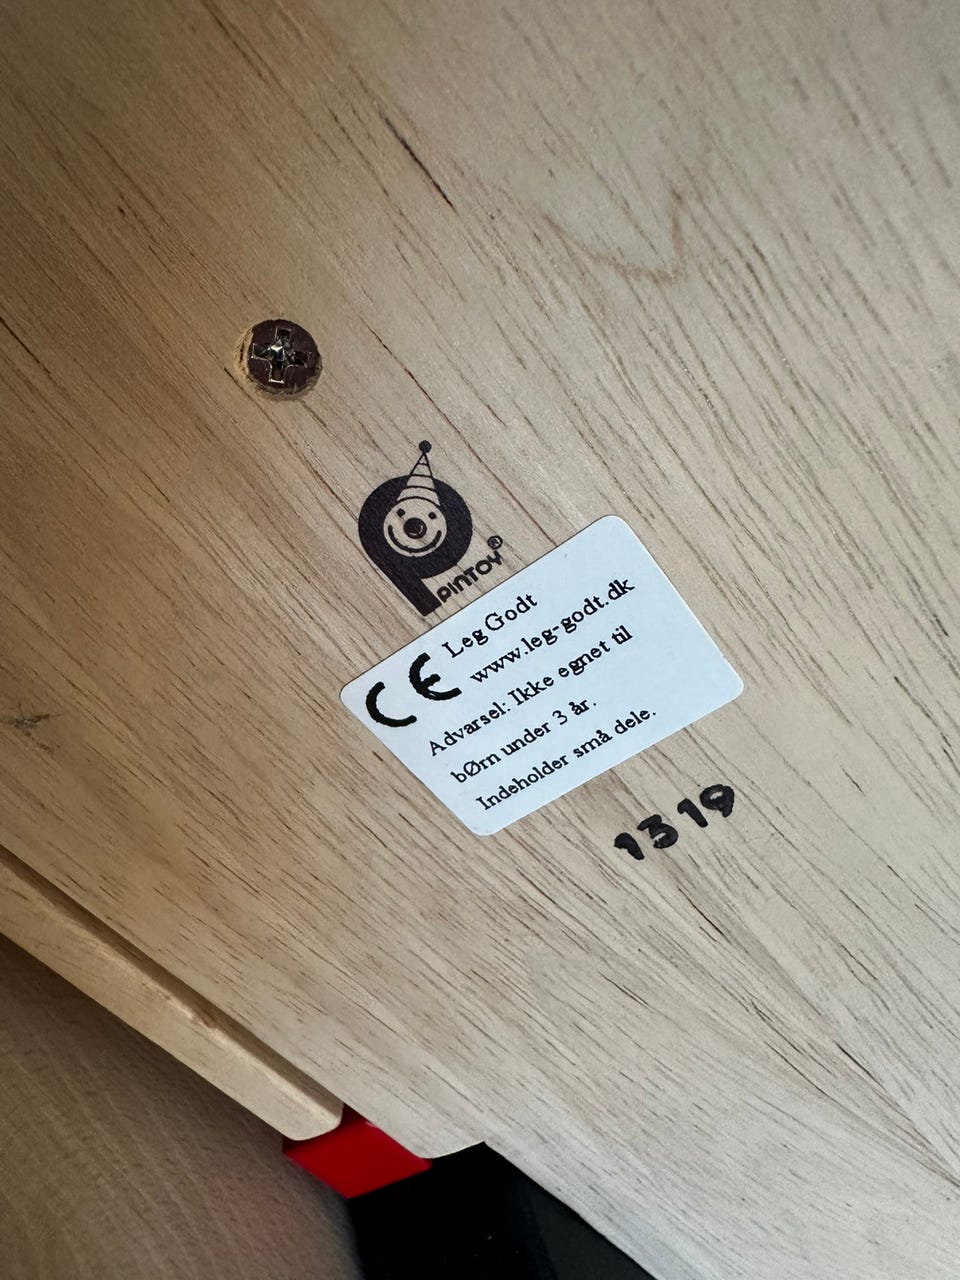 PINTOY®
CE
Leg Godt
www.leg-godt.dk
Advarsel: Ikke egnet til
bØrn under 3 år.
Indeholder små dele.
1319